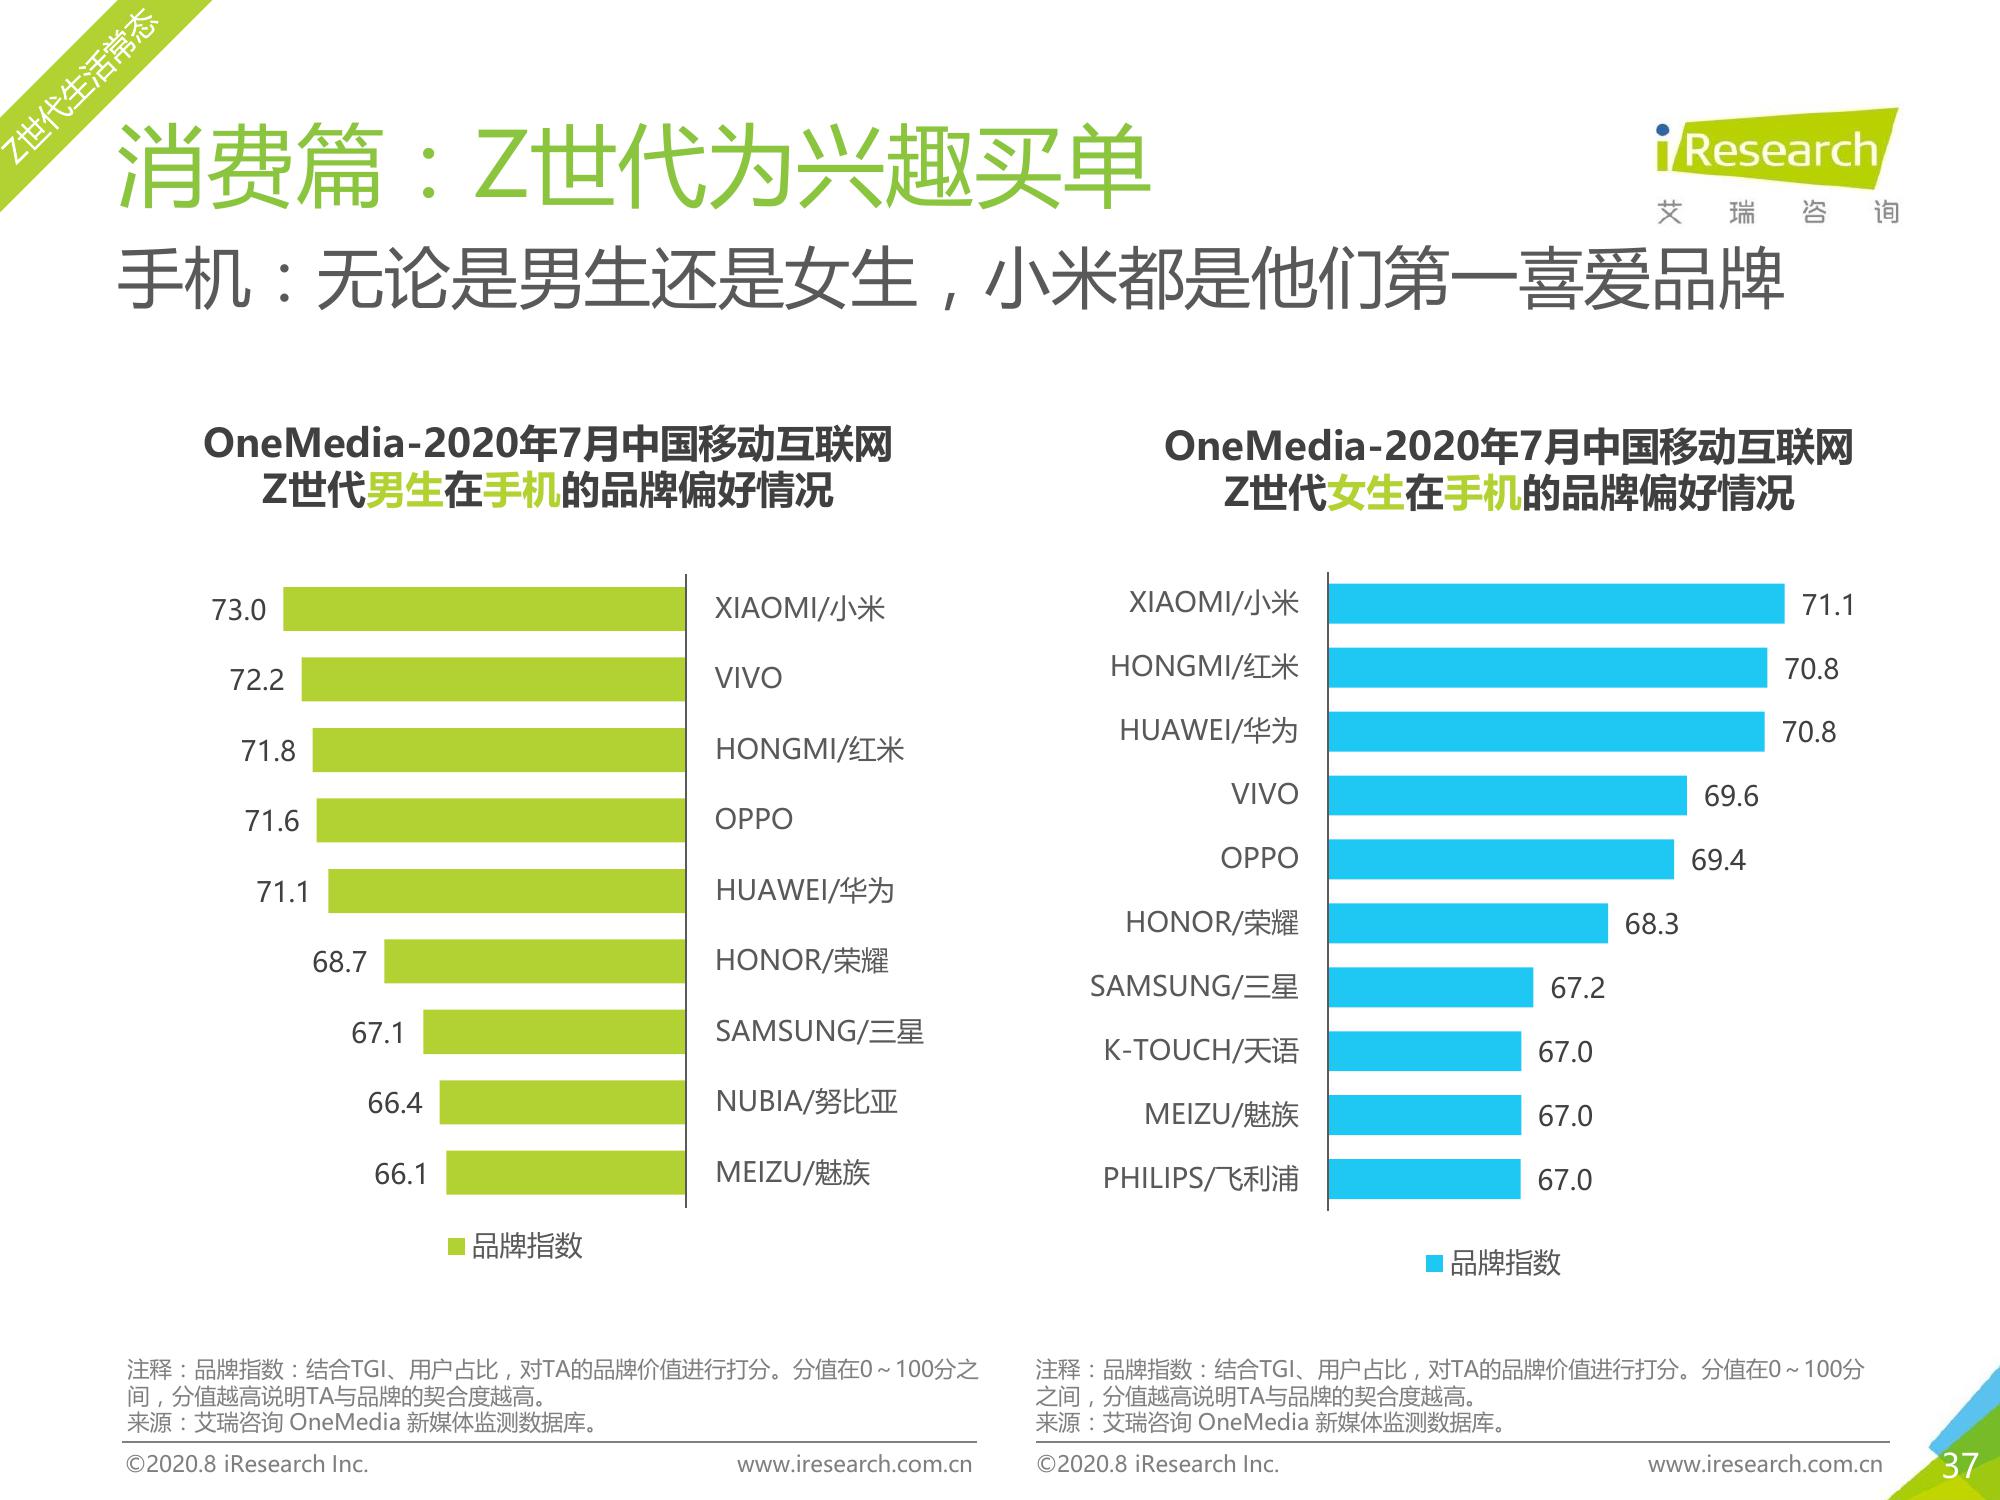 Z世代生活常态
消费篇：Z世代为兴趣买单
iResearch
艾 瑞 咨 询
手机：无论是男生还是女生，小米都是他们第一喜爱品牌
OneMedia-2020年7月中国移动互联网
Z世代男生在手机的品牌偏好情况
73.0 XIAOMI/小米
72.2 VIVO
71.8 HONGMI/红米
71.6 OPPO
71.1 HUAWEI/华为
68.7 HONOR/荣耀
67.1 SAMSUNG/三星
66.4 NUBIA/努比亚
66.1 MEIZU/魅族
品牌指数
OneMedia-2020年7月中国移动互联网
Z世代女生在手机的品牌偏好情况
XIAOMI/小米 71.1
HONGMI/红米 70.8
HUAWEI/华为 70.8
VIVO 69.6
OPPO 69.4
HONOR/荣耀 68.3
SAMSUNG/三星 67.2
K-TOUCH/天语 67.0
MEIZU/魅族 67.0
PHILIPS/飞利浦 67.0
品牌指数
注释：品牌指数：结合TGI、用户占比，对TA的品牌价值进行打分。分值在0～100分之
间，分值越高说明TA与品牌的契合度越高。
来源：艾瑞咨询 OneMedia 新媒体监测数据库。
©2020.8 iResearch Inc. www.iresearch.com.cn
注释：品牌指数：结合TGI、用户占比，对TA的品牌价值进行打分。分值在0～100分
之间，分值越高说明TA与品牌的契合度越高。
来源：艾瑞咨询 OneMedia 新媒体监测数据库。
©2020.8 iResearch Inc. www.iresearch.com.cn
37